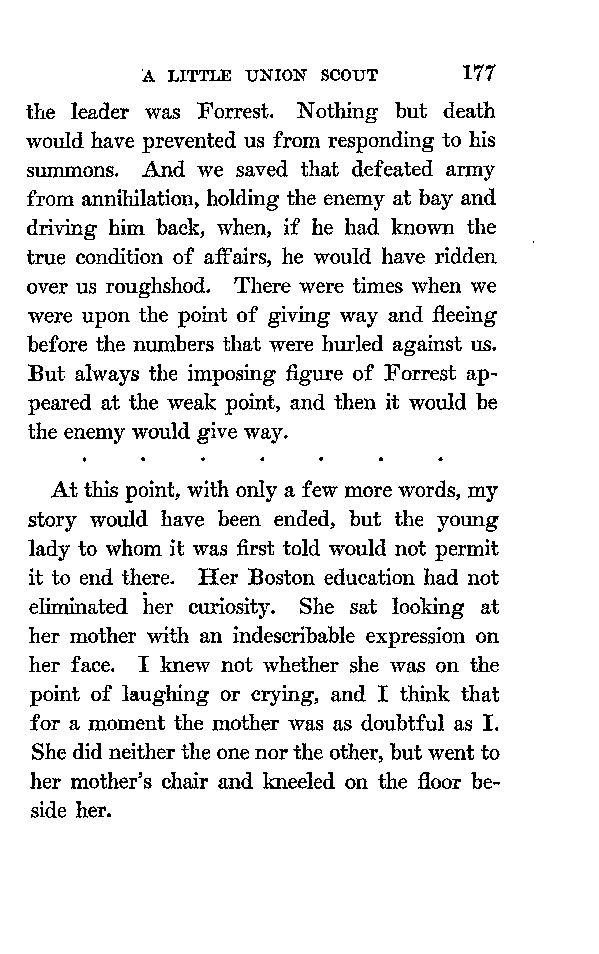 A LITTLE UNION SCOUT 177
the leader was Forrest. Nothing but death
would have prevented us from responding to his
summons. And we saved that defeated army
from annihilation, holding the enemy at bay and
driving him back, when, if he had known the
true condition of affairs, he would have ridden
over us roughshod. There were times when we
were upon the point of giving way and fleeing
before the numbers that were hurled against us.
But always the imposing figure of Forrest ap-
peared at the weak point, and then it would be
the enemy would give way.
. . . . . . .
At this point, with only a few more words, my
story would have been ended, but the young
lady to whom it was first told would not permit
it to end there. Her Boston education had not
eliminated her curiosity. She sat looking at
her mother with an indescribable expression on
her face. I knew not whether she was on the
point of laughing or crying, and I think that
for a moment the mother was as doubtful as I.
She did neither the one nor the other, but went to
her mother's chair and kneeled on the floor be-
side her.